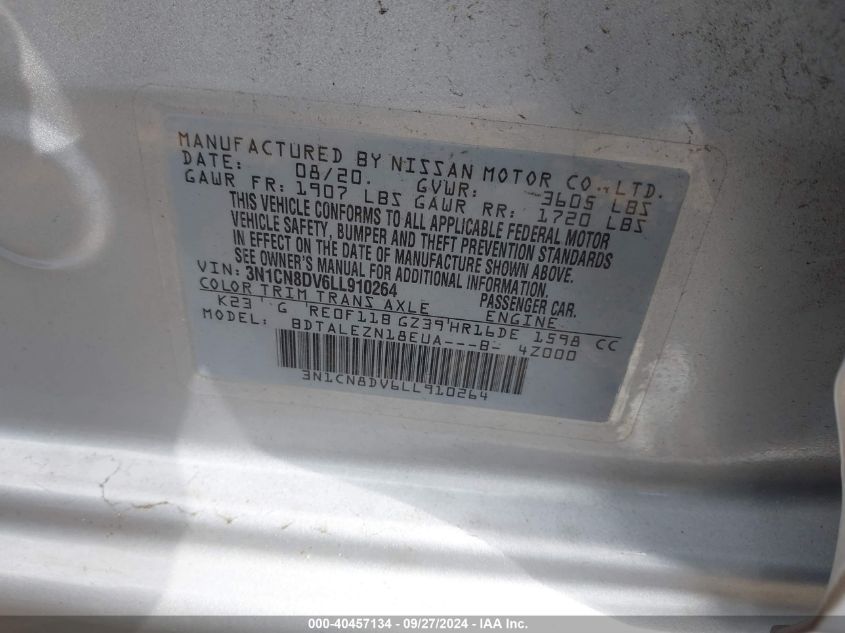 MANUFACTURED BY NISSAN MOTOR CO., LTD.
DATE: 08/20. GVWR: 3605 LBS
GAWR FR: 1907 LBS GAWR RR: 1720 LBS
THIS VEHICLE CONFORMS TO ALL APPLICABLE FEDERAL MOTOR
VEHICLE SAFETY, BUMPER AND THEFT PREVENTION STANDARDS
IN EFFECT ON THE DATE OF MANUFACTURE SHOWN ABOVE.
SEE OWNER'S MANUAL FOR ADDITIONAL INFORMATION.
VIN: 3N1CN8DV6LL910264 PASSENGER CAR.
COLOR TRIM TRANS AXLE ENGINE
K23' G 'RE0F11B GZ39'HR16DE 1598 CC
MODEL: BDTALEZN18EUA---B- 4Z000
3N1CN8DV6LL910264
000-40457134 - 09/27/2024 - IAA Inc.